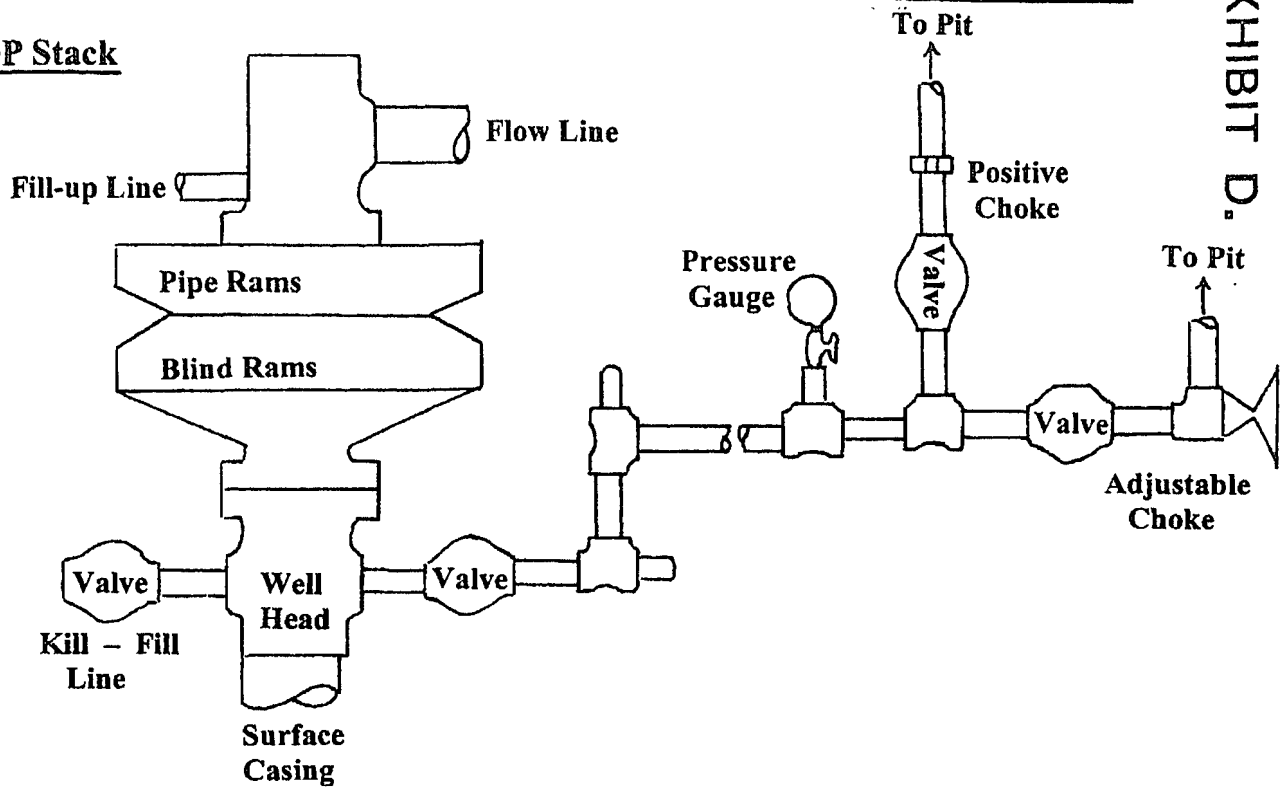 P Stack
To Pit
KHIBIT D.
Flow Line
Fill-up Line
Positive
Choke
Pipe Rams
Pressure
Gauge
Valve
To Pit
Blind Rams
Valve
Adjustable
Choke
Valve
Well
Head
Valve
Kill – Fill
Line
Surface
Casing